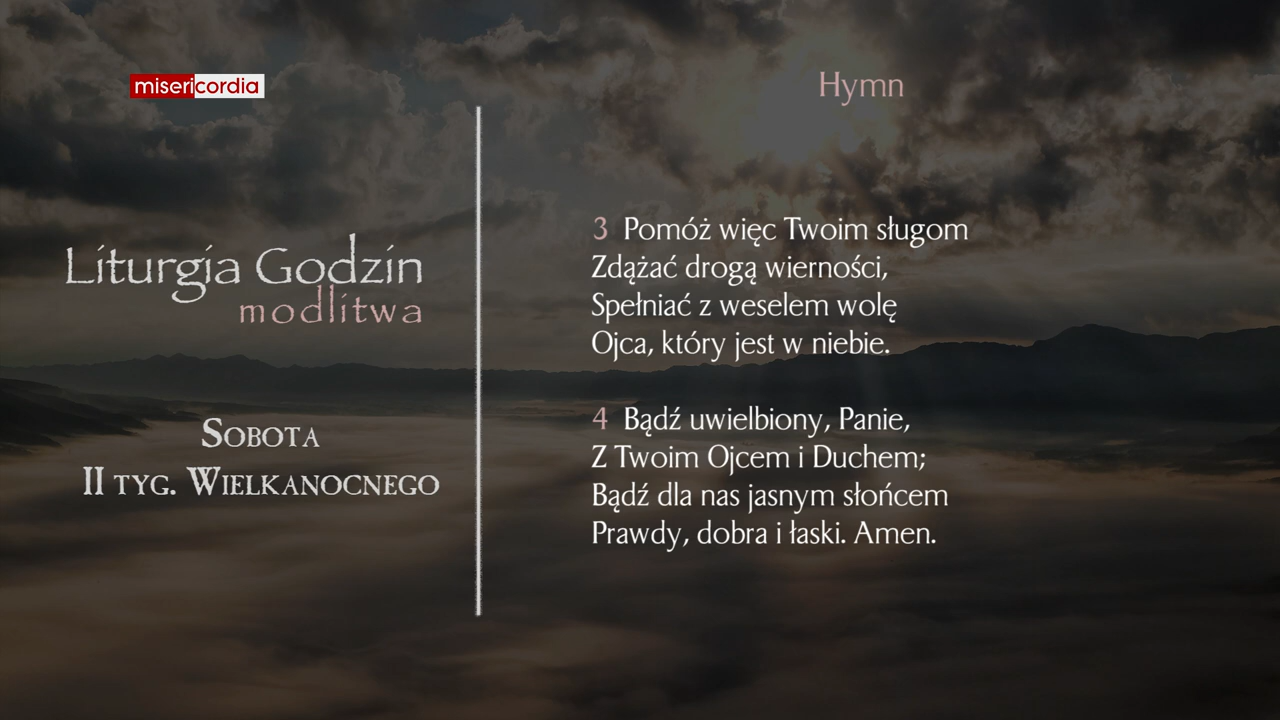 misericordia
Liturgia Godzin
modlitwa
Sobota
II tyg. Wielkanocnego
Hymn
3 Pomóż więc Twoim sługom
Zdążać drogą wierności,
Spełniać z weselem wolę
Ojca, który jest w niebie.
4 Bądź uwielbiony, Panie,
Z Twoim Ojcem i Duchem;
Bądź dla nas jasnym słońcem
Prawdy, dobra i łaski. Amen.